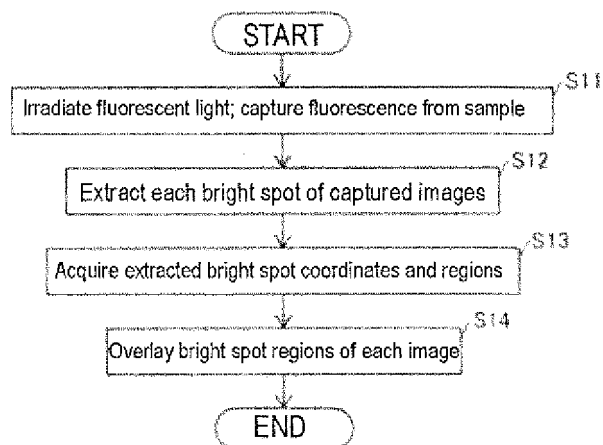 START
S11
Irradiate fluorescent light; capture fluorescence from sample
S12
Extract each bright spot of captured images
S13
Acquire extracted bright spot coordinates and regions
S14
Overlay bright spot regions of each image
END